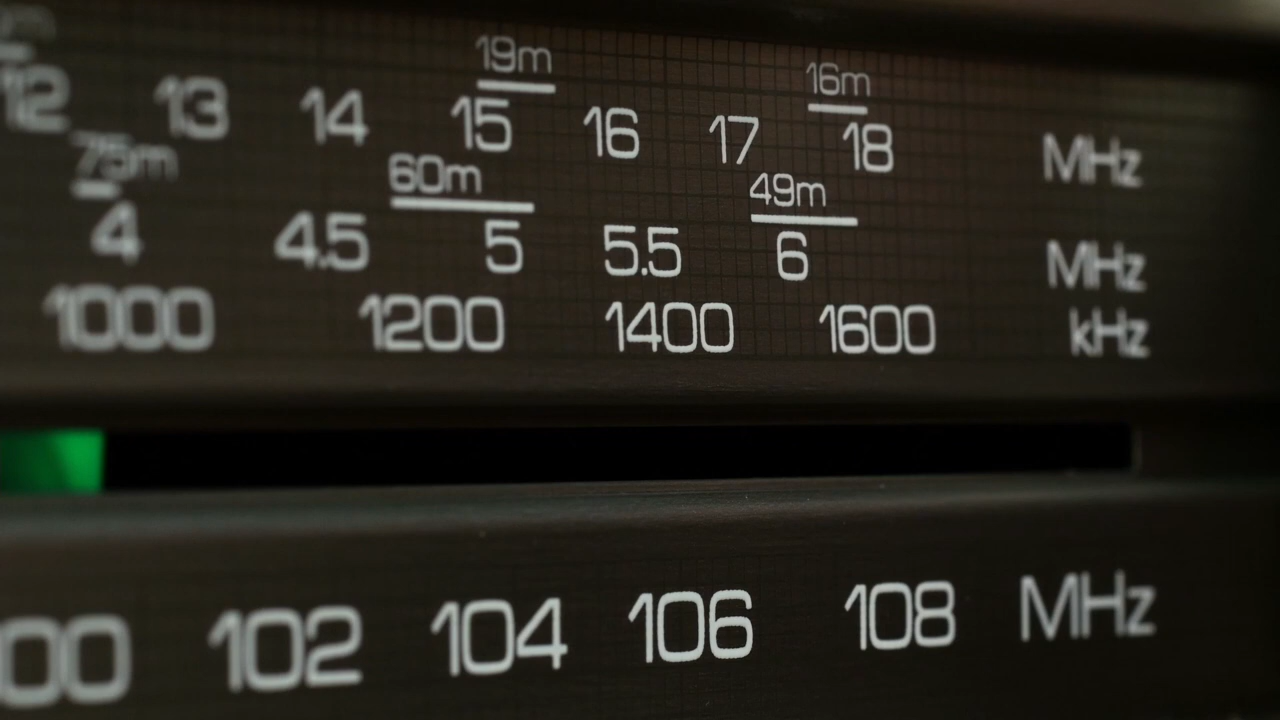 19m 16m
12 13 14 15 16 17 18 MHz
75m 60m 49m
4 4.5 5 5.5 6 MHz
1000 1200 1400 1600 kHz
00 102 104 106 108 MHz